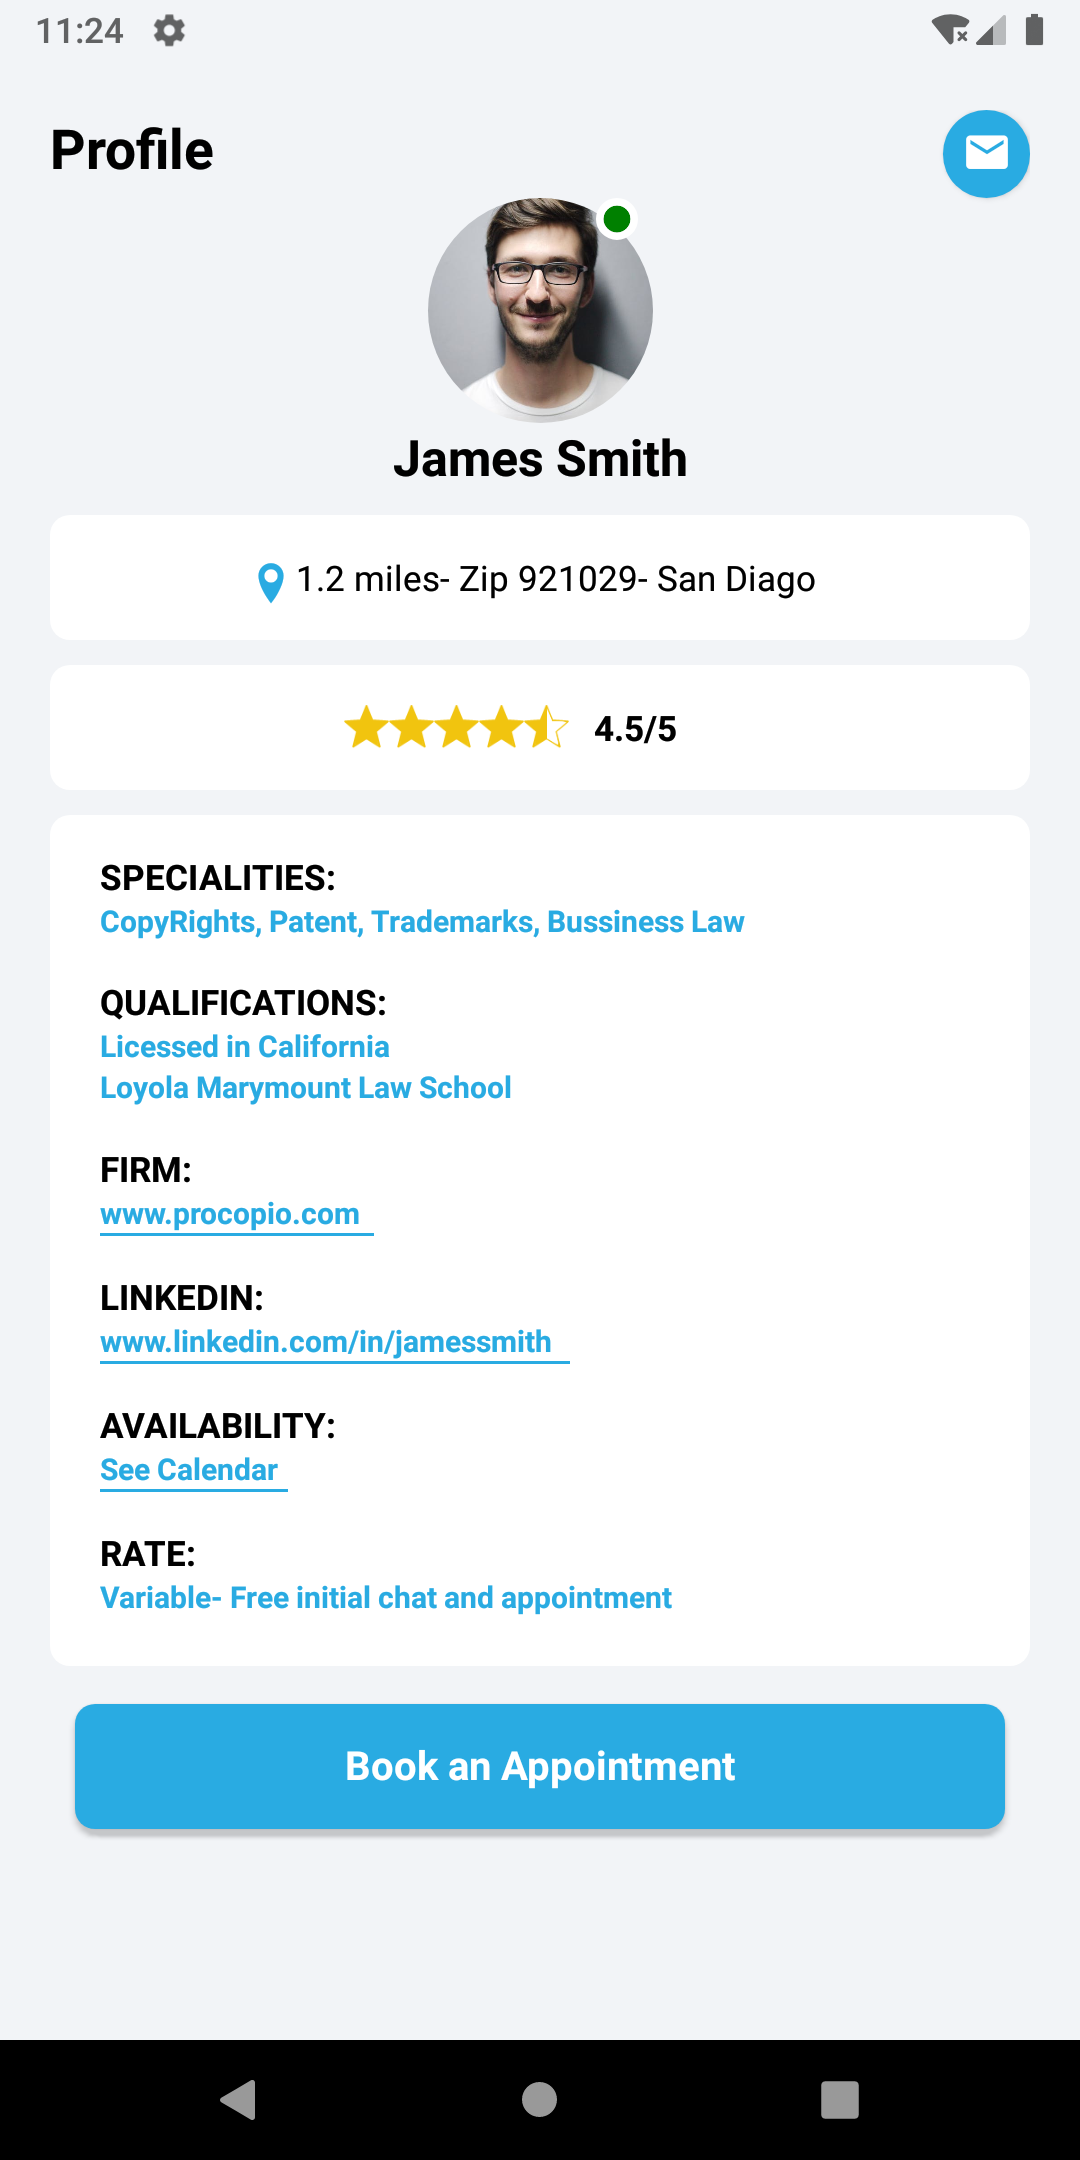 11:24
Profile
James Smith
1.2 miles- Zip 921029- San Diago
4.5/5
SPECIALITIES:
CopyRights, Patent, Trademarks, Bussiness Law
QUALIFICATIONS:
Licessed in California
Loyola Marymount Law School
FIRM:
www.procopio.com
LINKEDIN:
www.linkedin.com/in/jamessmith
AVAILABILITY:
See Calendar
RATE:
Variable- Free initial chat and appointment
Book an Appointment